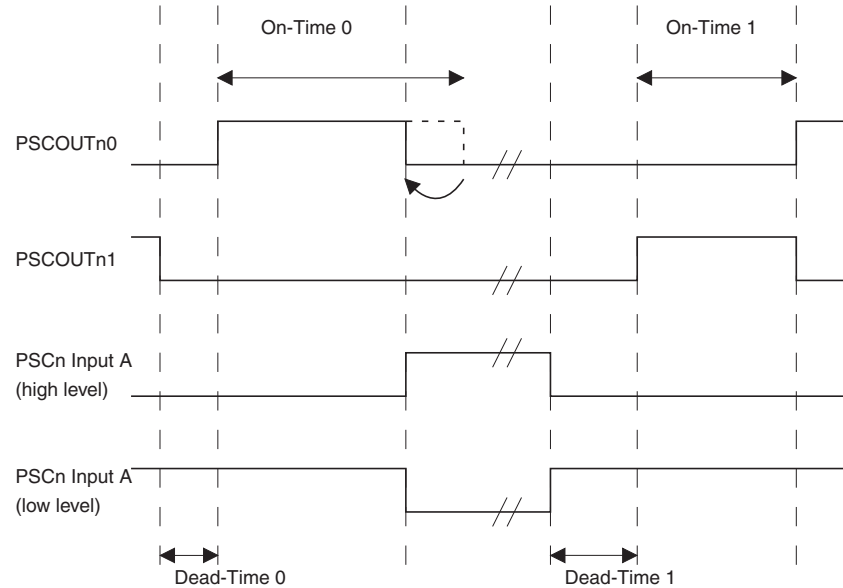 On-Time 0
On-Time 1
PSCOUTn0
PSCOUTn1
PSCn Input A
(high level)
PSCn Input A
(low level)
Dead-Time 0
Dead-Time 1